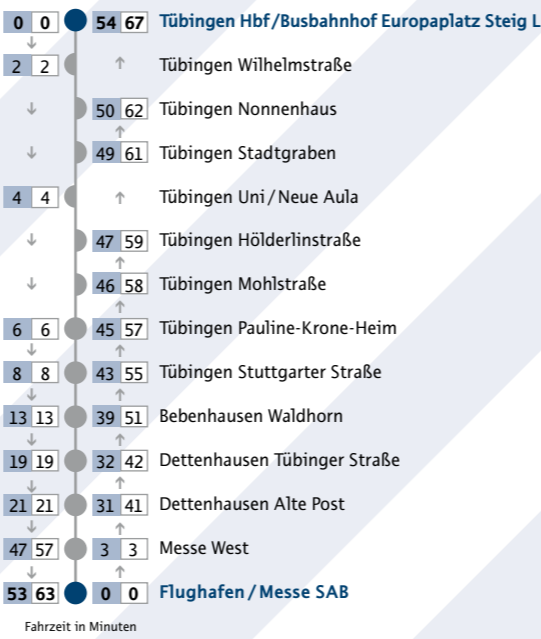 0 0 54 67 Tübingen Hbf/Busbahnhof Europaplatz Steig L
2 2 Tübingen Wilhelmstraße
50 62 Tübingen Nonnenhaus
49 61 Tübingen Stadtgraben
4 4 Tübingen Uni/Neue Aula
47 59 Tübingen Hölderlinstraße
46 58 Tübingen Mohlstraße
6 6 45 57 Tübingen Pauline-Krone-Heim
8 8 43 55 Tübingen Stuttgarter Straße
13 13 39 51 Bebenhausen Waldhorn
19 19 32 42 Dettenhausen Tübinger Straße
21 21 31 41 Dettenhausen Alte Post
47 57 3 3 Messe West
53 63 0 0 Flughafen/Messe SAB
Fahrzeit in Minuten